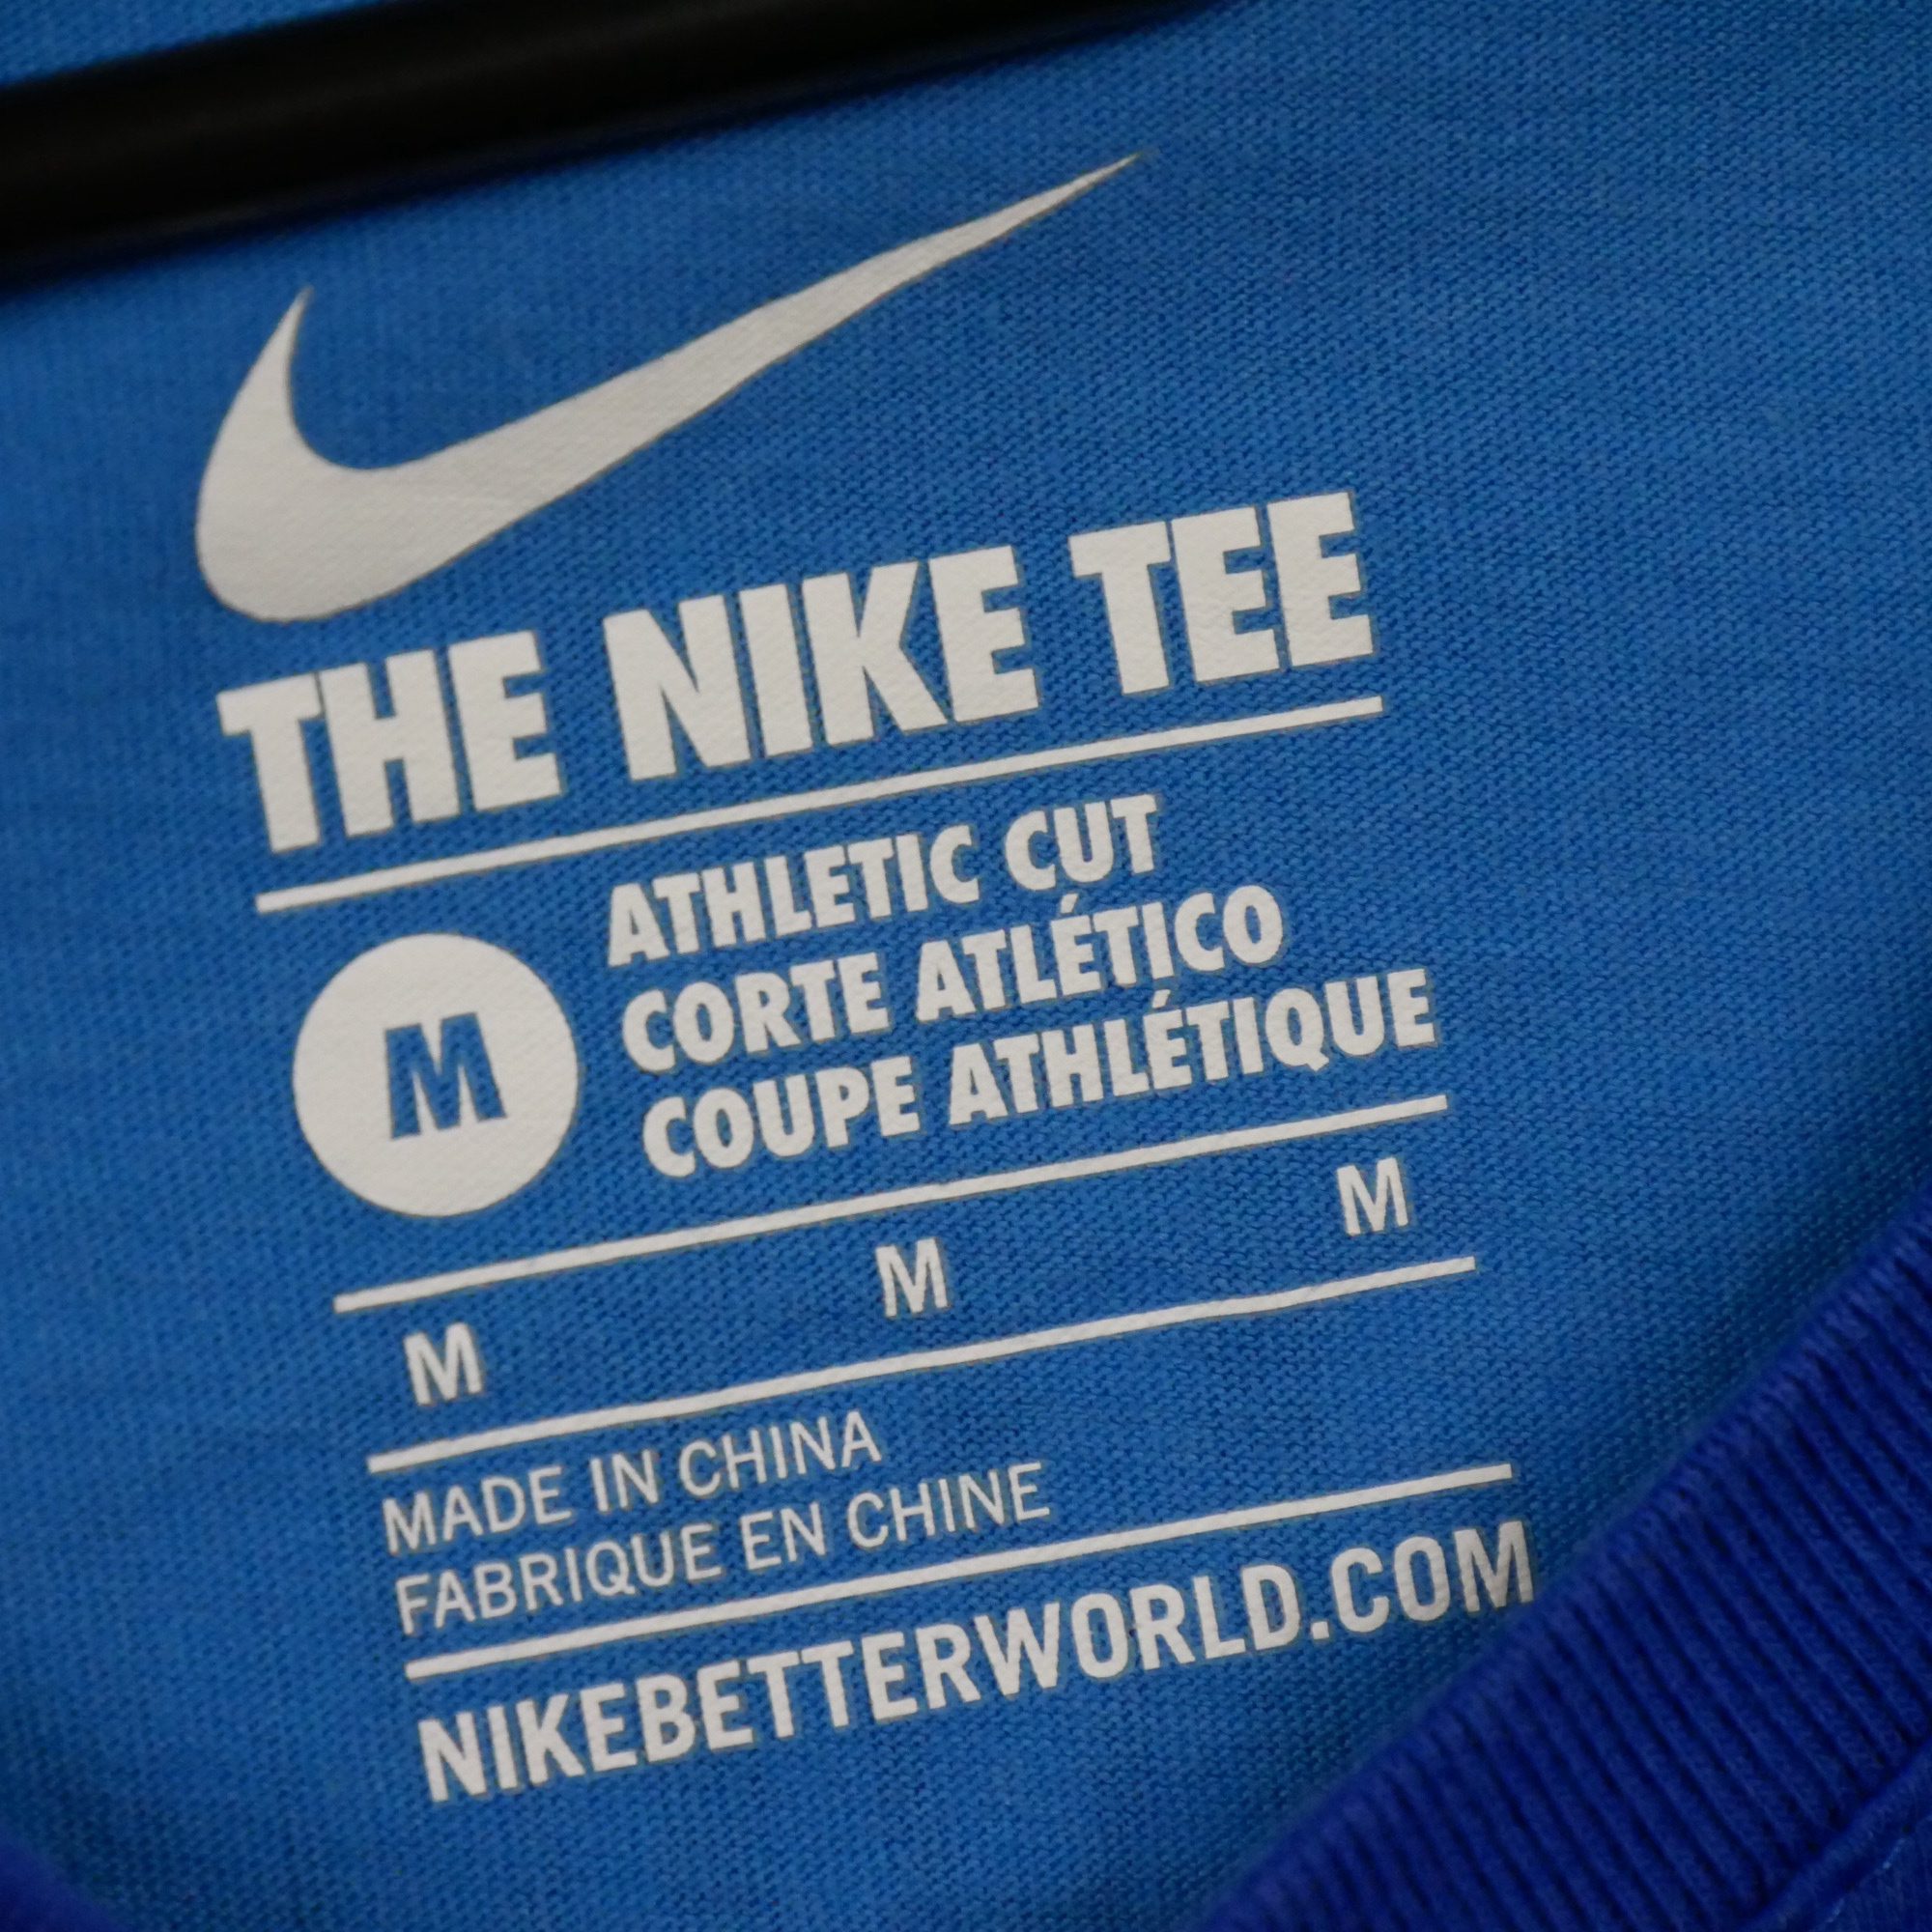 THE NIKE TEE
M
ATHLETIC CUT
CORTE ATLÉTICO
COUPE ATHLÉTIQUE
M M M
MADE IN CHINA
FABRIQUE EN CHINE
NIKEBETTERWORLD.COM